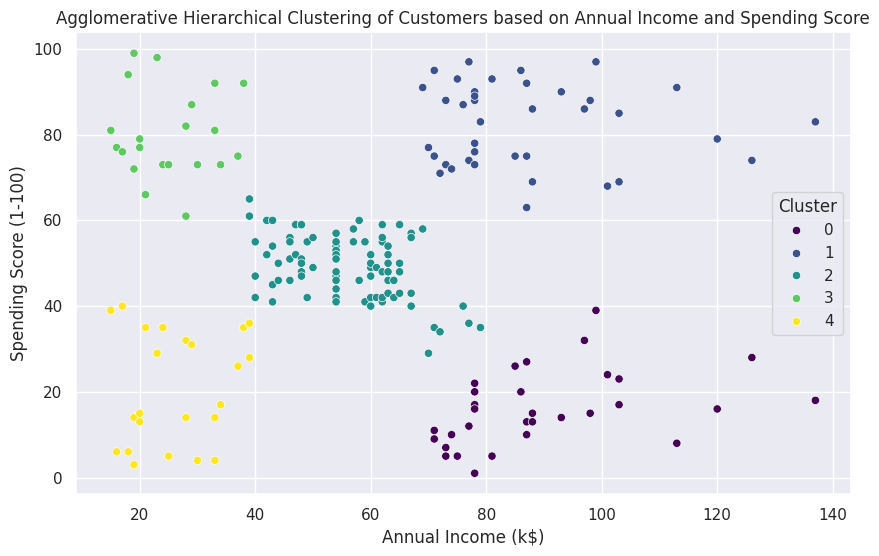 Agglomerative Hierarchical Clustering of Customers based on Annual Income and Spending Score
100
80
60
40
20
0
Spending Score (1-100)
Cluster
0
1
2
3
4
20 40 60 80 100 120 140
Annual Income (k$)